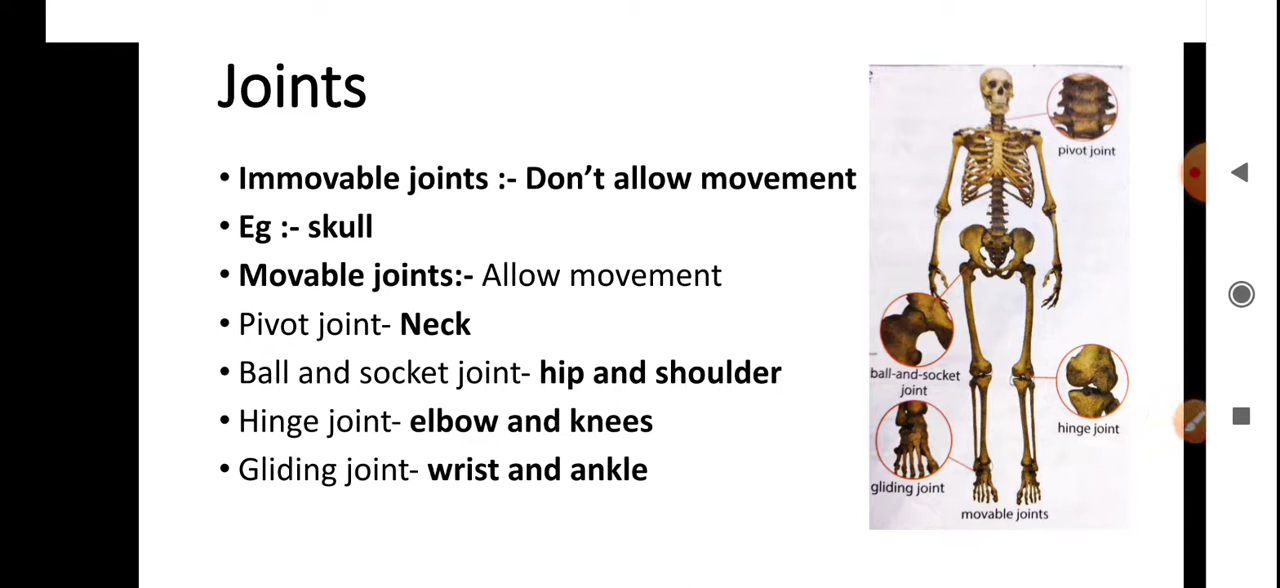 Joints
• Immovable joints :- Don't allow movement
• Eg :- skull
• Movable joints:- Allow movement
• Pivot joint- Neck
• Ball and socket joint- hip and shoulder
• Hinge joint- elbow and knees
• Gliding joint- wrist and ankle
pivot joint
ball-and-socket
joint
hinge joint
gliding joint
movable joints